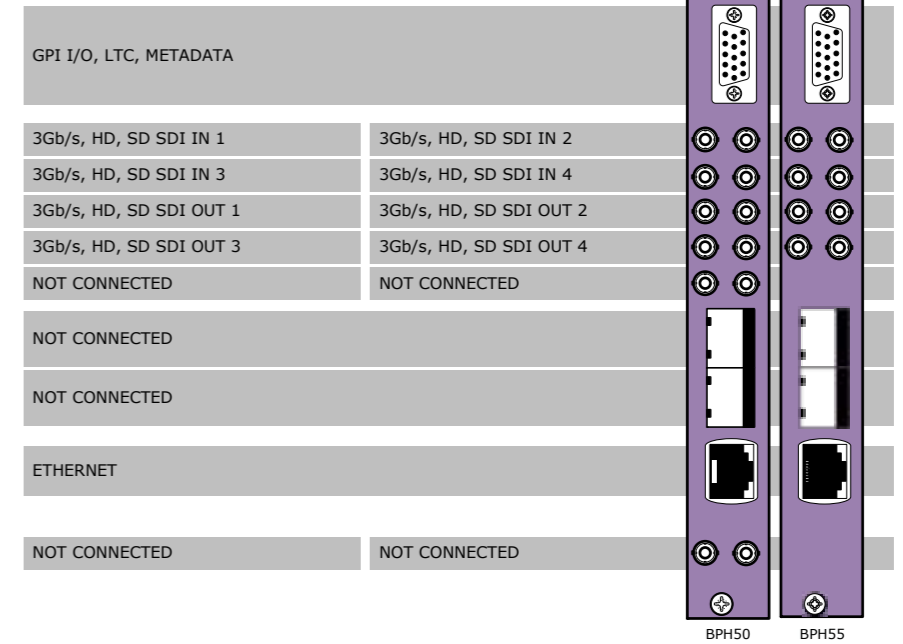 GPI I/O, LTC, METADATA
3Gb/s, HD, SD SDI IN 1 3Gb/s, HD, SD SDI IN 2
3Gb/s, HD, SD SDI IN 3 3Gb/s, HD, SD SDI IN 4
3Gb/s, HD, SD SDI OUT 1 3Gb/s, HD, SD SDI OUT 2
3Gb/s, HD, SD SDI OUT 3 3Gb/s, HD, SD SDI OUT 4
NOT CONNECTED NOT CONNECTED
NOT CONNECTED
NOT CONNECTED
ETHERNET
NOT CONNECTED NOT CONNECTED
BPH50 BPH55